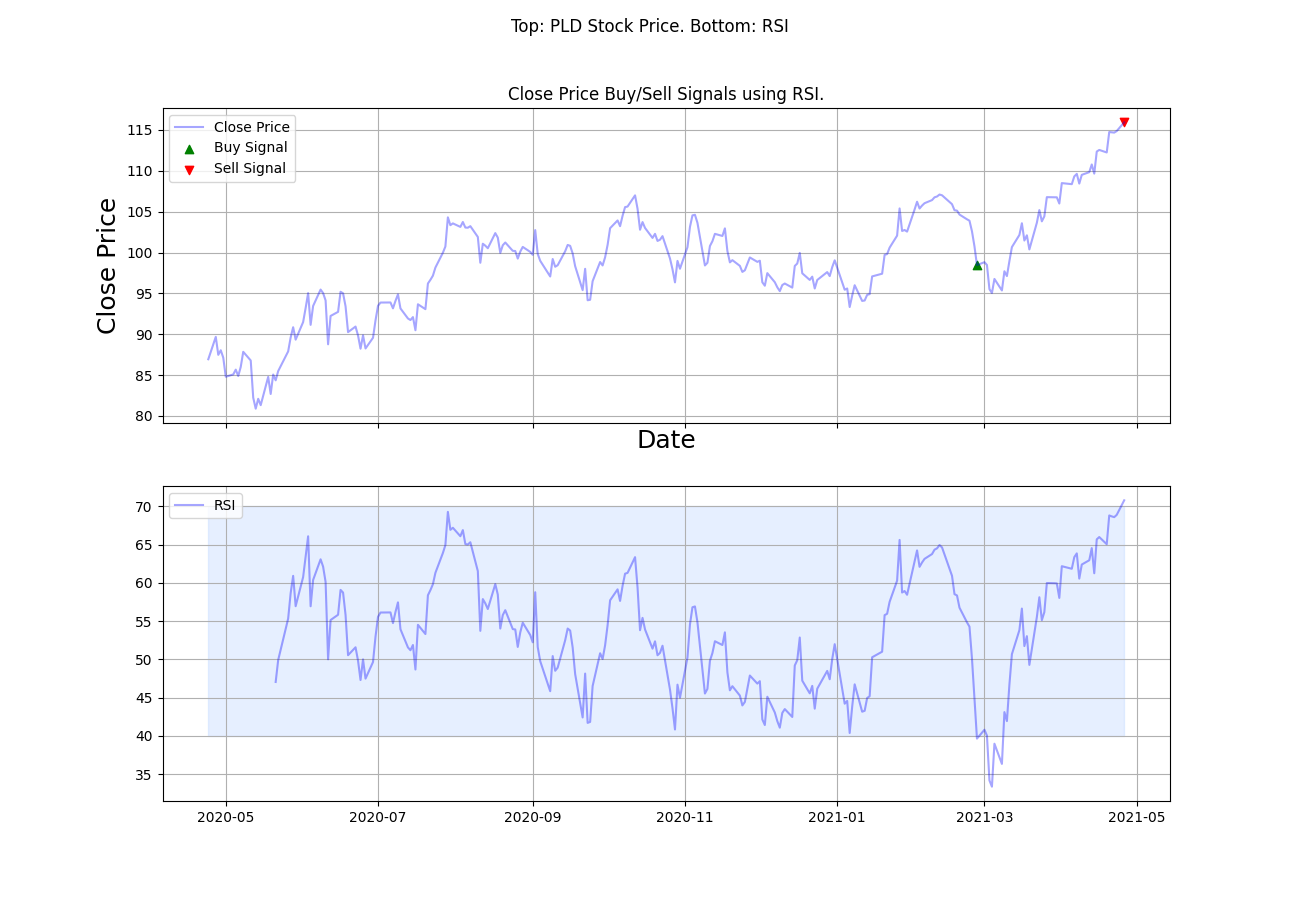 Top: PLD Stock Price. Bottom: RSI
Close Price Buy/Sell Signals using RSI.
Close Price
Buy Signal
Sell Signal
115
110
105
100
95
90
85
80
Close Price
Date
RSI
70
65
60
55
50
45
40
35
2020-05 2020-07 2020-09 2020-11 2021-01 2021-03 2021-05